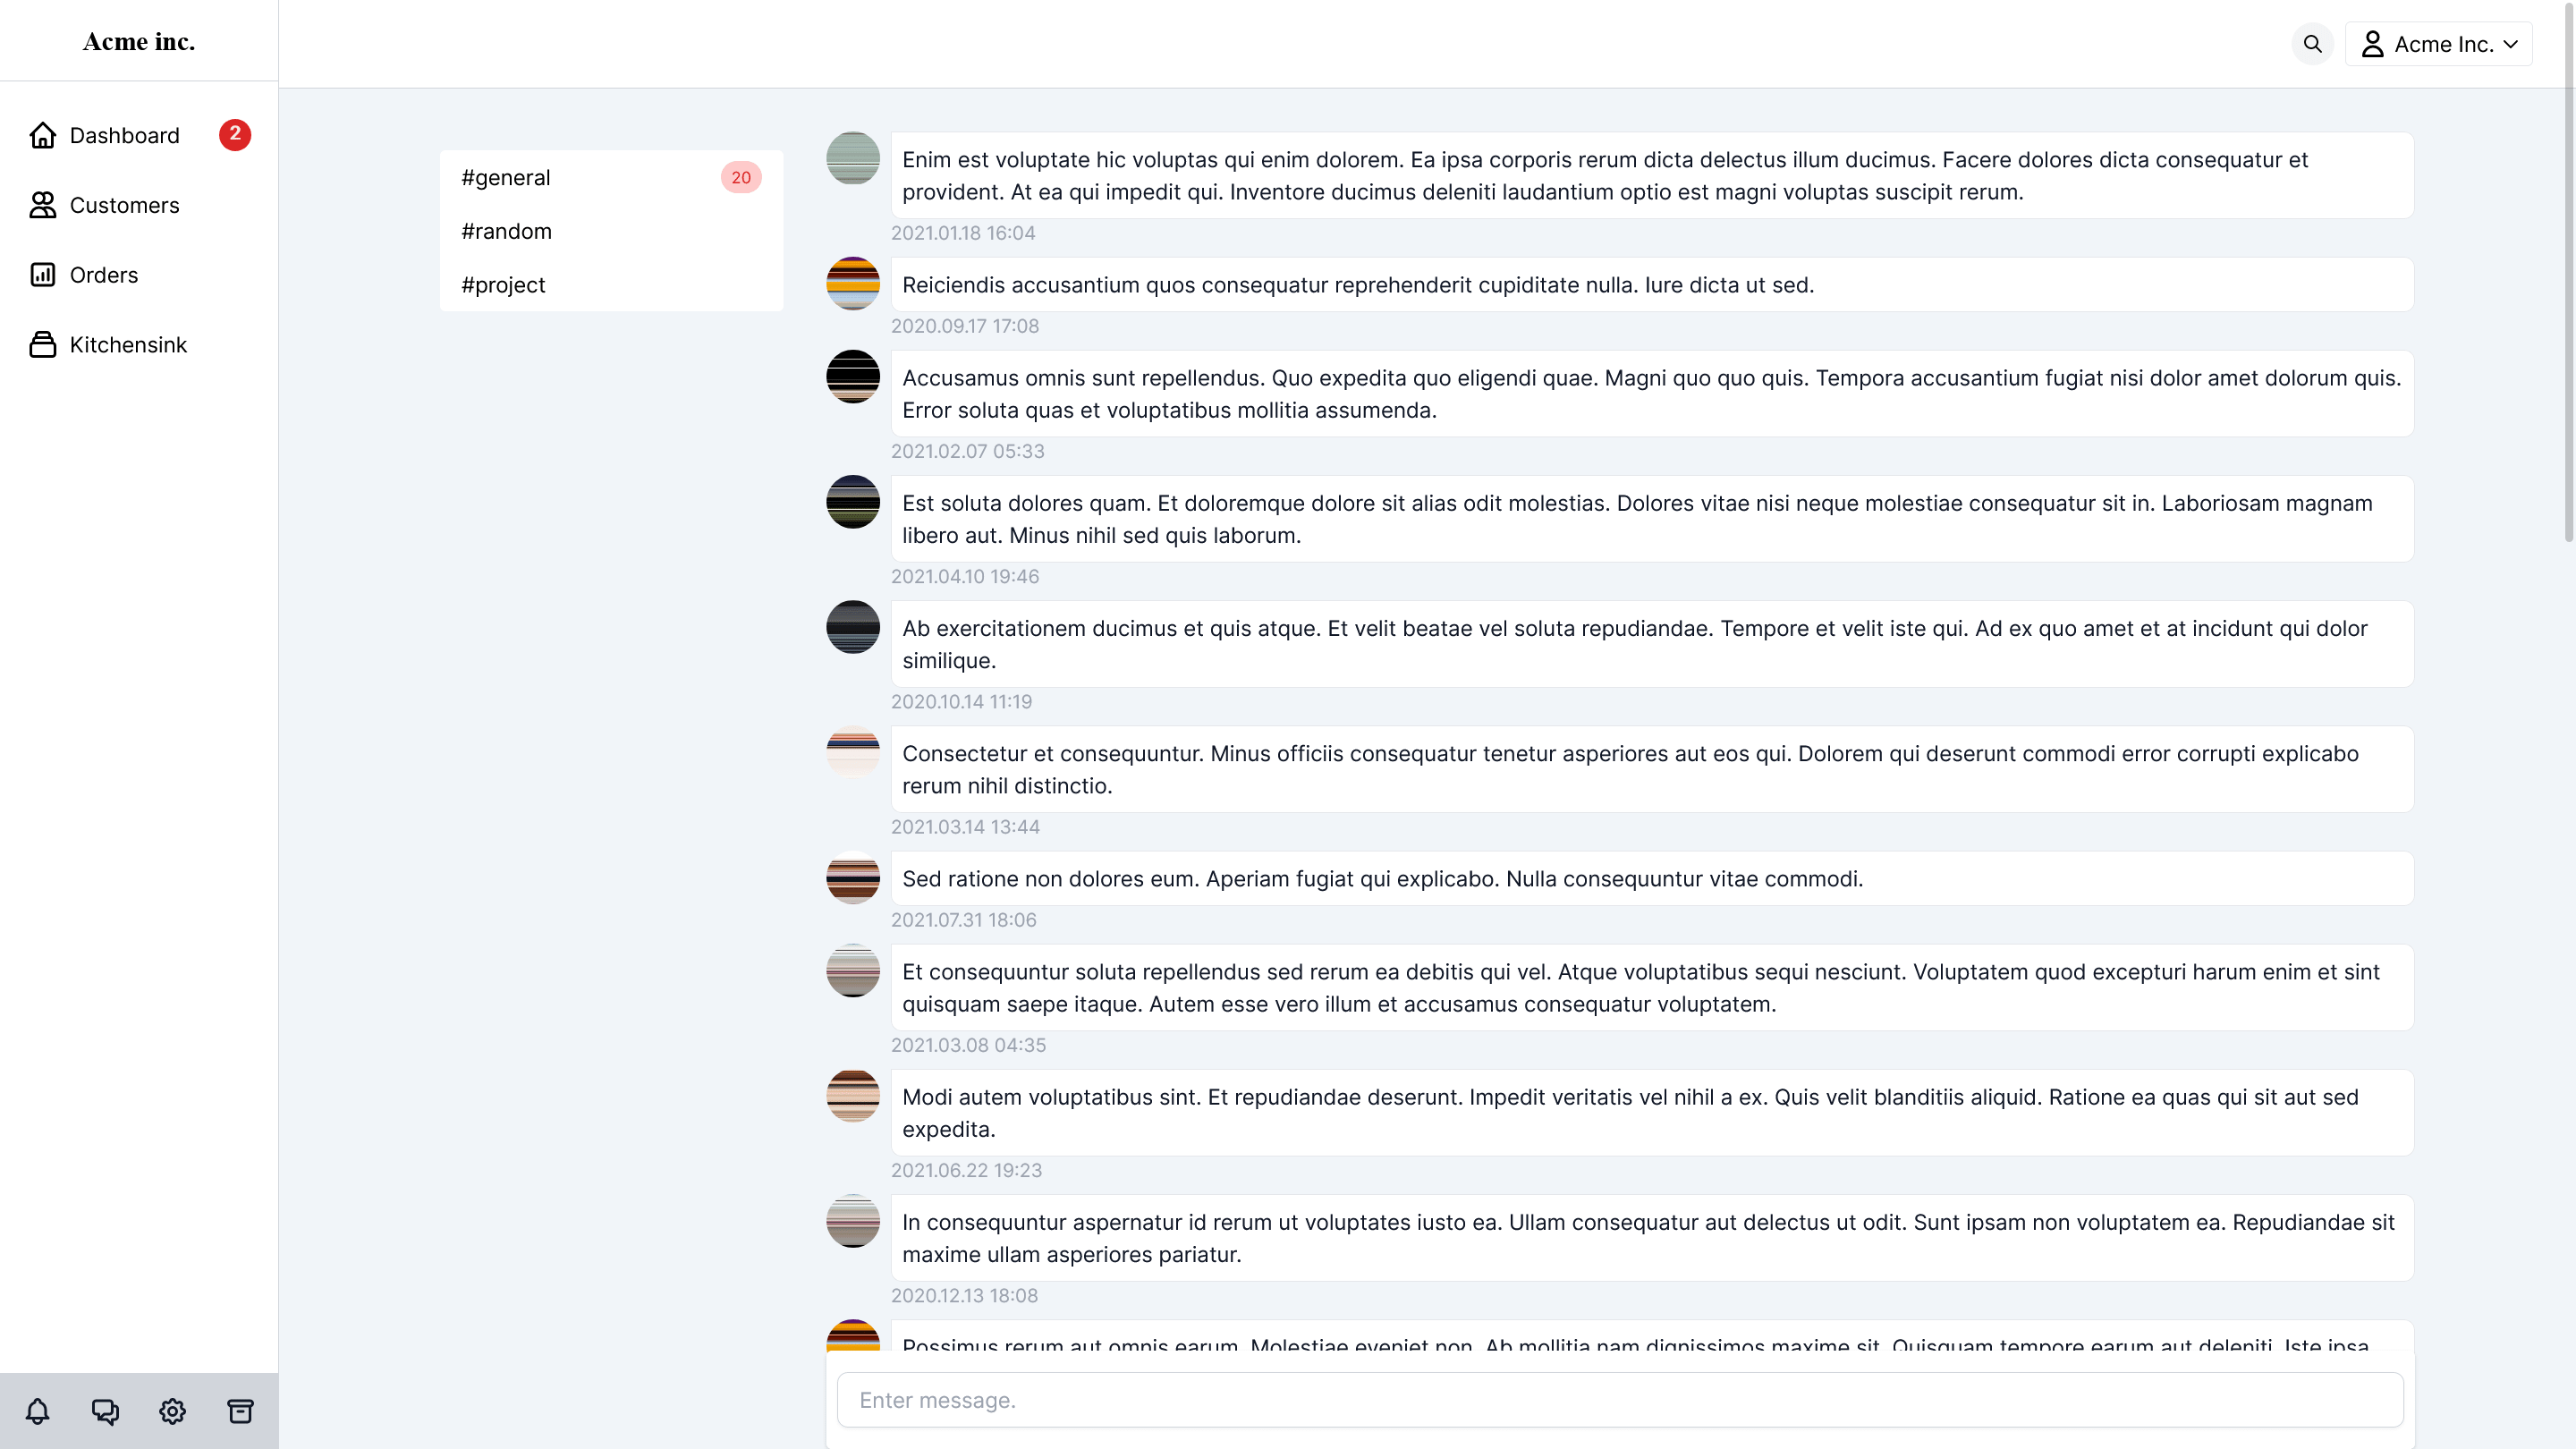 Acme inc.
Acme Inc.
Dashboard 2
Customers
Orders
Kitchensink
#general 20
#random
#project
Enim est voluptate hic voluptas qui enim dolorem. Ea ipsa corporis rerum dicta delectus illum ducimus. Facere dolores dicta consequatur et
provident. At ea qui impedit qui. Inventore ducimus deleniti laudantium optio est magni voluptas suscipit rerum.
2021.01.18 16:04
Reiciendis accusantium quos consequatur reprehenderit cupiditate nulla. Iure dicta ut sed.
2020.09.17 17:08
Accusamus omnis sunt repellendus. Quo expedita quo eligendi quae. Magni quo quo quis. Tempora accusantium fugiat nisi dolor amet dolorum quis.
Error soluta quas et voluptatibus mollitia assumenda.
2021.02.07 05:33
Est soluta dolores quam. Et doloremque dolore sit alias odit molestias. Dolores vitae nisi neque molestiae consequatur sit in. Laboriosam magnam
libero aut. Minus nihil sed quis laborum.
2021.04.10 19:46
Ab exercitationem ducimus et quis atque. Et velit beatae vel soluta repudiandae. Tempore et velit iste qui. Ad ex quo amet et at incidunt qui dolor
similique.
2020.10.14 11:19
Consectetur et consequuntur. Minus officiis consequatur tenetur asperiores aut eos qui. Dolorem qui deserunt commodi error corrupti explicabo
rerum nihil distinctio.
2021.03.14 13:44
Sed ratione non dolores eum. Aperiam fugiat qui explicabo. Nulla consequuntur vitae commodi.
2021.07.31 18:06
Et consequuntur soluta repellendus sed rerum ea debitis qui vel. Atque voluptatibus sequi nesciunt. Voluptatem quod excepturi harum enim et sint
quisquam saepe itaque. Autem esse vero illum et accusamus consequatur voluptatem.
2021.03.08 04:35
Modi autem voluptatibus sint. Et repudiandae deserunt. Impedit veritatis vel nihil a ex. Quis velit blanditiis aliquid. Ratione ea quas qui sit aut sed
expedita.
2021.06.22 19:23
In consequuntur aspernatur id rerum ut voluptates iusto ea. Ullam consequatur aut delectus ut odit. Sunt ipsam non voluptatem ea. Repudiandae sit
maxime ullam asperiores pariatur.
2020.12.13 18:08
Possimus rerum aut omnis earum. Molestiae eveniet non. Ab mollitia nam dignissimos maxime sit. Quisquam tempore earum aut deleniti. Iste ipsa
Enter message.